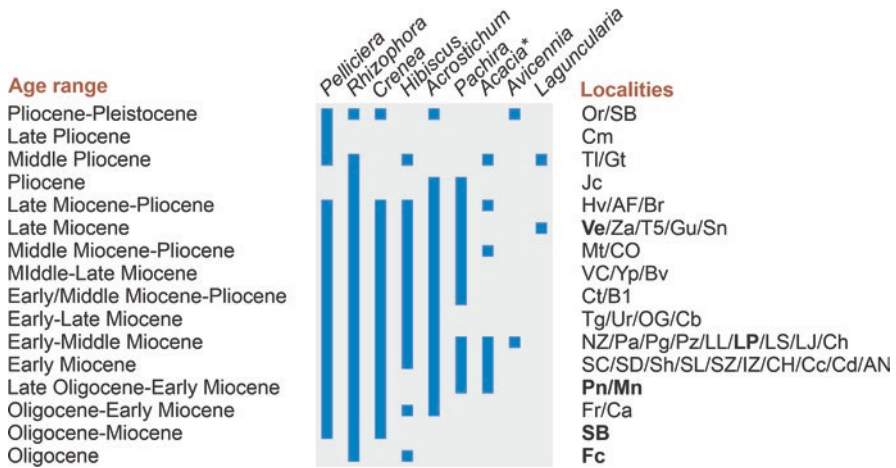 Pelliciera Rhizophora Crenea Hibiscus Acrostichum Pachira Acacia* Avicennia Laguncularia
Age range Localities
Pliocene-Pleistocene Or/SB
Late Pliocene Cm
Middle Pliocene Tl/Gt
Pliocene Jc
Late Miocene-Pliocene Hv/AF/Br
Late Miocene Ve/Za/T5/Gu/Sn
Middle Miocene-Pliocene Mt/CO
MIddle-Late Miocene VC/Yp/Bv
Early/Middle Miocene-Pliocene Ct/B1
Early-Late Miocene Tg/Ur/OG/Cb
Early-Middle Miocene NZ/Pa/Pg/Pz/LL/LP/LS/LJ/Ch
Early Miocene SC/SD/Sh/SL/SZ/IZ/CH/Cc/Cd/AN
Late Oligocene-Early Miocene Pn/Mn
Oligocene-Early Miocene Fr/Ca
Oligocene-Miocene SB
Oligocene Fc